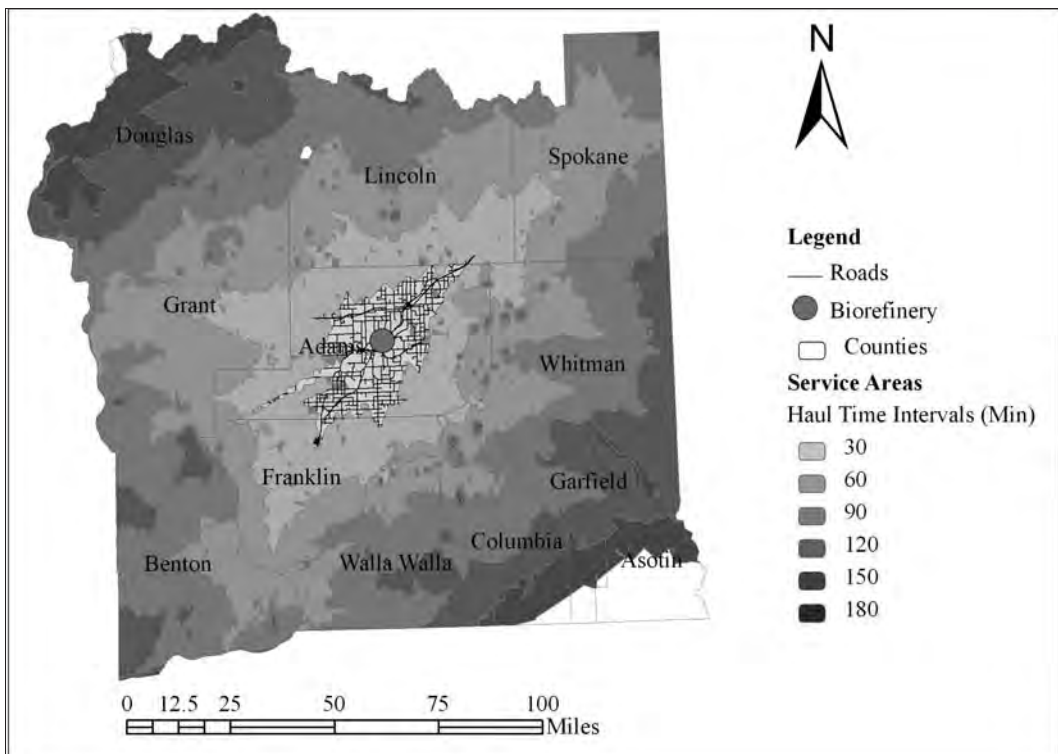 N
Douglas
Spokane
Lincoln
Legend
Roads
Grant
Biorefinery
Adams
Counties
Whitman
Service Areas
Haul Time Intervals (Min)
30
Franklin
Garfield
60
90
Columbia
120
Benton
Walla Walla
Asotin
150
180
0 12.5 25 50 75 100
Miles